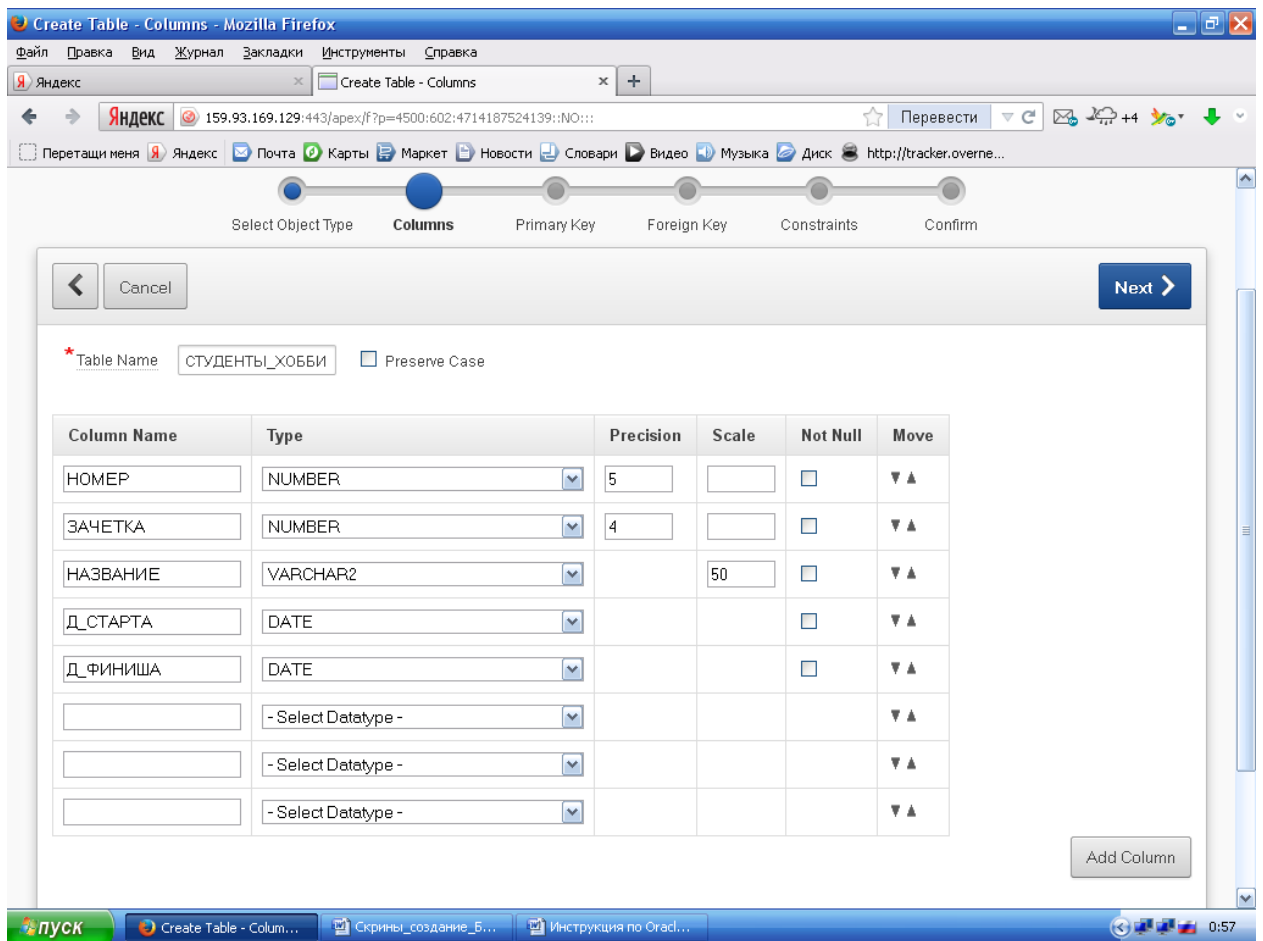 Create Table - Columns - Mozilla Firefox
Файл Правка Вид Журнал Закладки Инструменты Справка
Я Яндекс × Create Table - Columns × +
Яндекс 159.93.169.129:443/apex/f?p=4500:602:4714187524139::NO::: Перевести +4
Перетащи меня Я Яндекс Почта Карты Маркет Новости Словари Видео Музыка Диск http://tracker.overne...
Select Object Type Columns Primary Key Foreign Key Constraints Confirm
Cancel Next
* Table Name СТУДЕНТЫ_ХОББИ Preserve Case
Column Name Type Precision Scale Not Null Move
НОМЕР NUMBER 5
ЗАЧЕТКА NUMBER 4
НАЗВАНИЕ VARCHAR2 50
Д_СТАРТА DATE
Д_ФИНИША DATE
- Select Datatype -
- Select Datatype -
- Select Datatype -
Add Column
пуск Create Table - Colum... Скрины_создание_Б... Инструкция по Oracl... 0:57